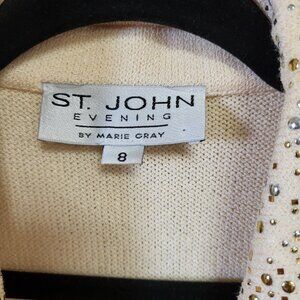 ST. JOHN
EVENING
BY MARIE GRAY
8